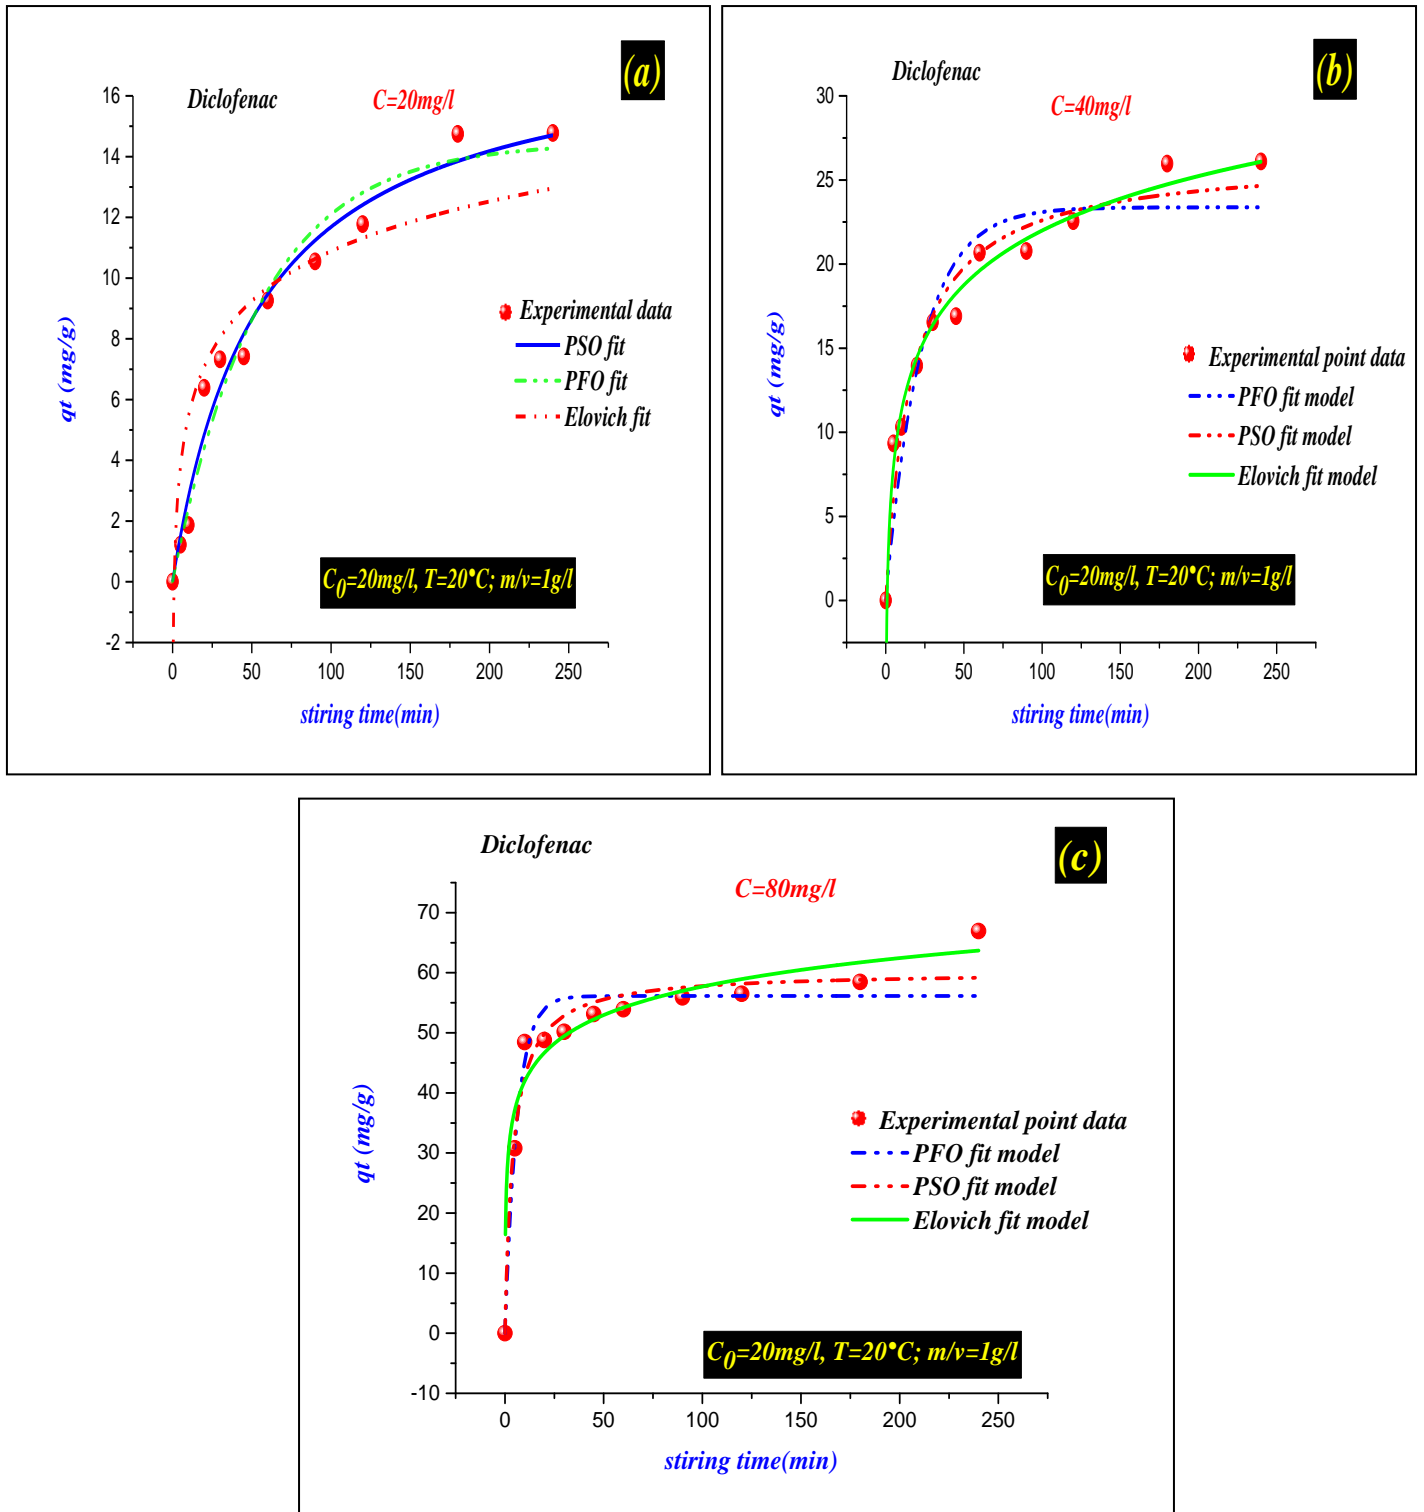 (a)
Diclofenac C=20mg/l
16
14
12
10
8
6
4
2
0
-2
qt (mg/g)
Experimental data
PSO fit
PFO fit
Elovich fit
C0=20mg/l, T=20•C; m/v=1g/l
0 50 100 150 200 250
stiring time(min)
(b)
Diclofenac
C=40mg/l
30
25
20
15
10
5
0
qt (mg/g)
Experimental point data
PFO fit model
PSO fit model
Elovich fit model
C0=20mg/l, T=20•C; m/v=1g/l
0 50 100 150 200 250
stiring time(min)
(c)
Diclofenac
C=80mg/l
70
60
50
40
30
20
10
0
-10
qt (mg/g)
Experimental point data
PFO fit model
PSO fit model
Elovich fit model
C0=20mg/l, T=20•C; m/v=1g/l
0 50 100 150 200 250
stiring time(min)